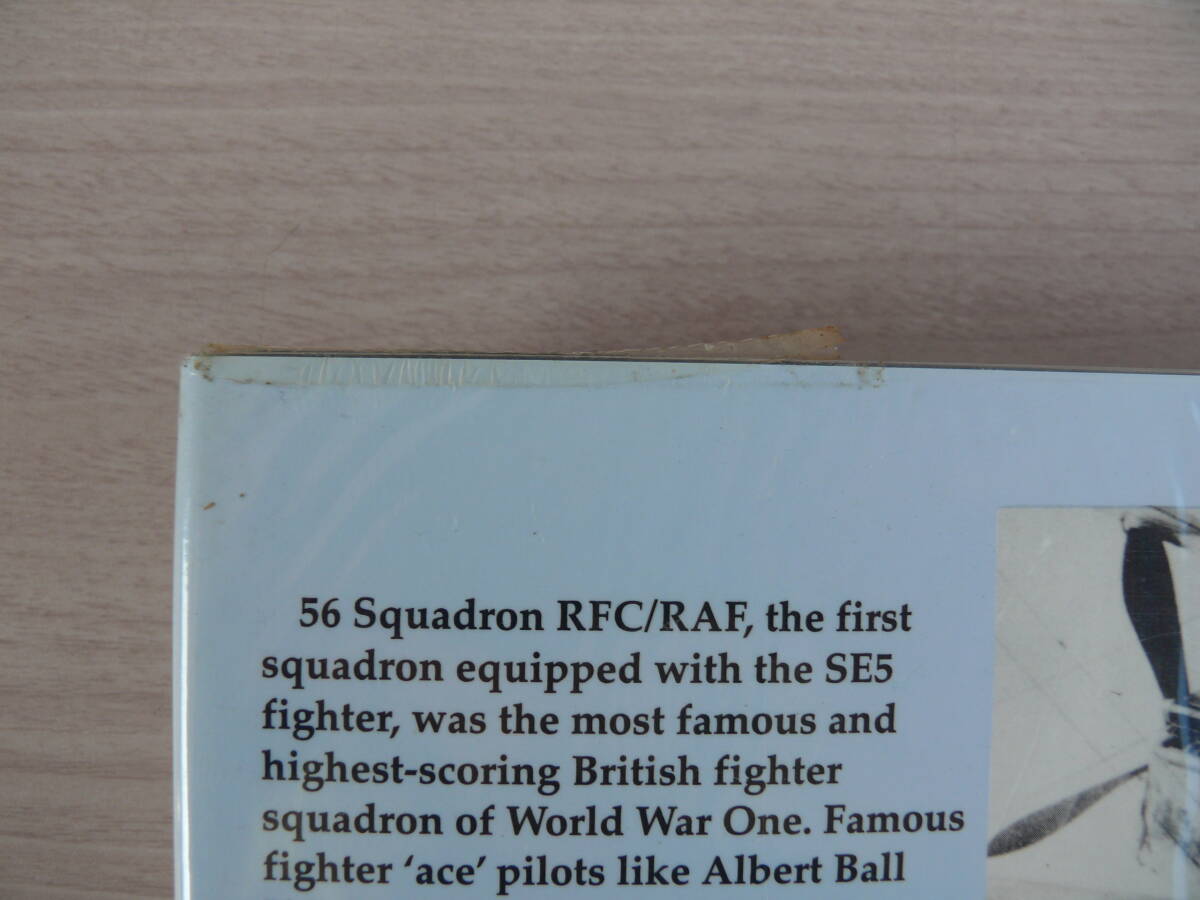 56 Squadron RFC/RAF, the first
squadron equipped with the SE5
fighter, was the most famous and
highest-scoring British fighter
squadron of World War One. Famous
fighter ‘ace’ pilots like Albert Ball